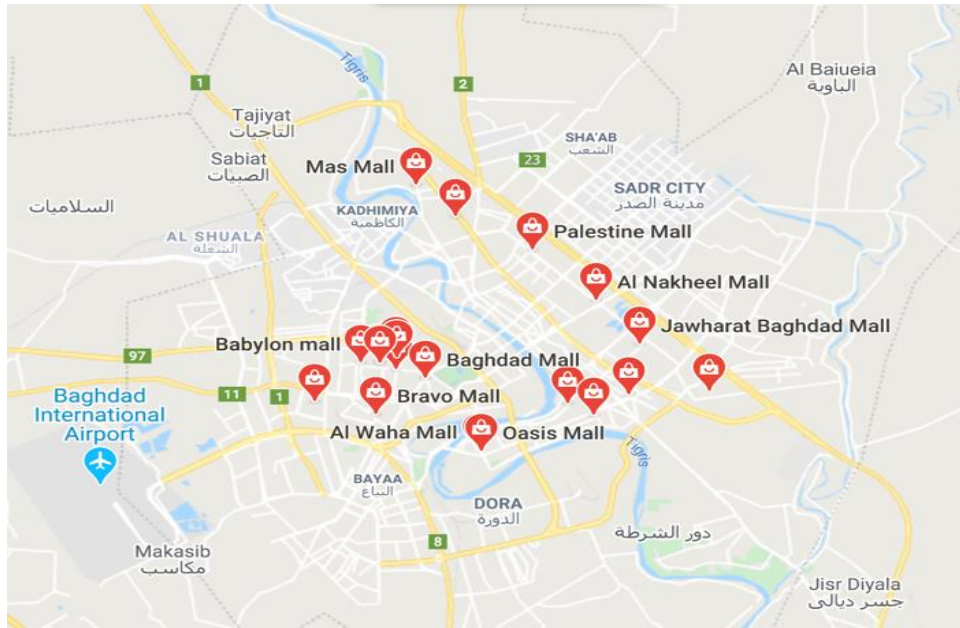 Tigris
Al Baiueia
الباوية
1
2
Tajiyat
التاجيات
SHA'AB
الشعب
23
Sabiat
الصبيات
Mas Mall
SADR CITY
مدينة الصدر
السلاميات
KADHIMIYA
الكاظمية
Palestine Mall
AL SHUALA
الشعلة
Al Nakheel Mall
Jawharat Baghdad Mall
Babylon mall
97
Baghdad Mall
11
1
Bravo Mall
Baghdad
International
Airport
Al Waha Mall
Oasis Mall
Tigris
BAYAA
البياع
DORA
الدورة
دور الشرطة
8
Makasib
مكاسب
Jisr Diyala
جسر ديالى